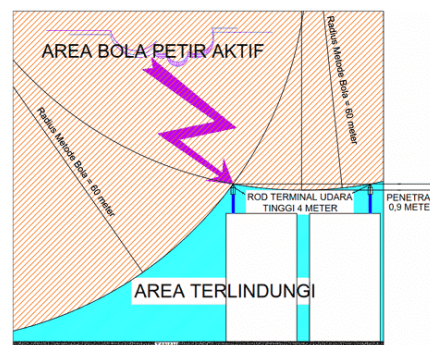 AREA BOLA PETIR AKTIF
Radius Metode Bola = 60 meter
Radius Metode Bola = 60 meter
ROD TERMINAL UDARA
TINGGI 4 METER
PENETRA
0,9 METE
AREA TERLINDUNGI